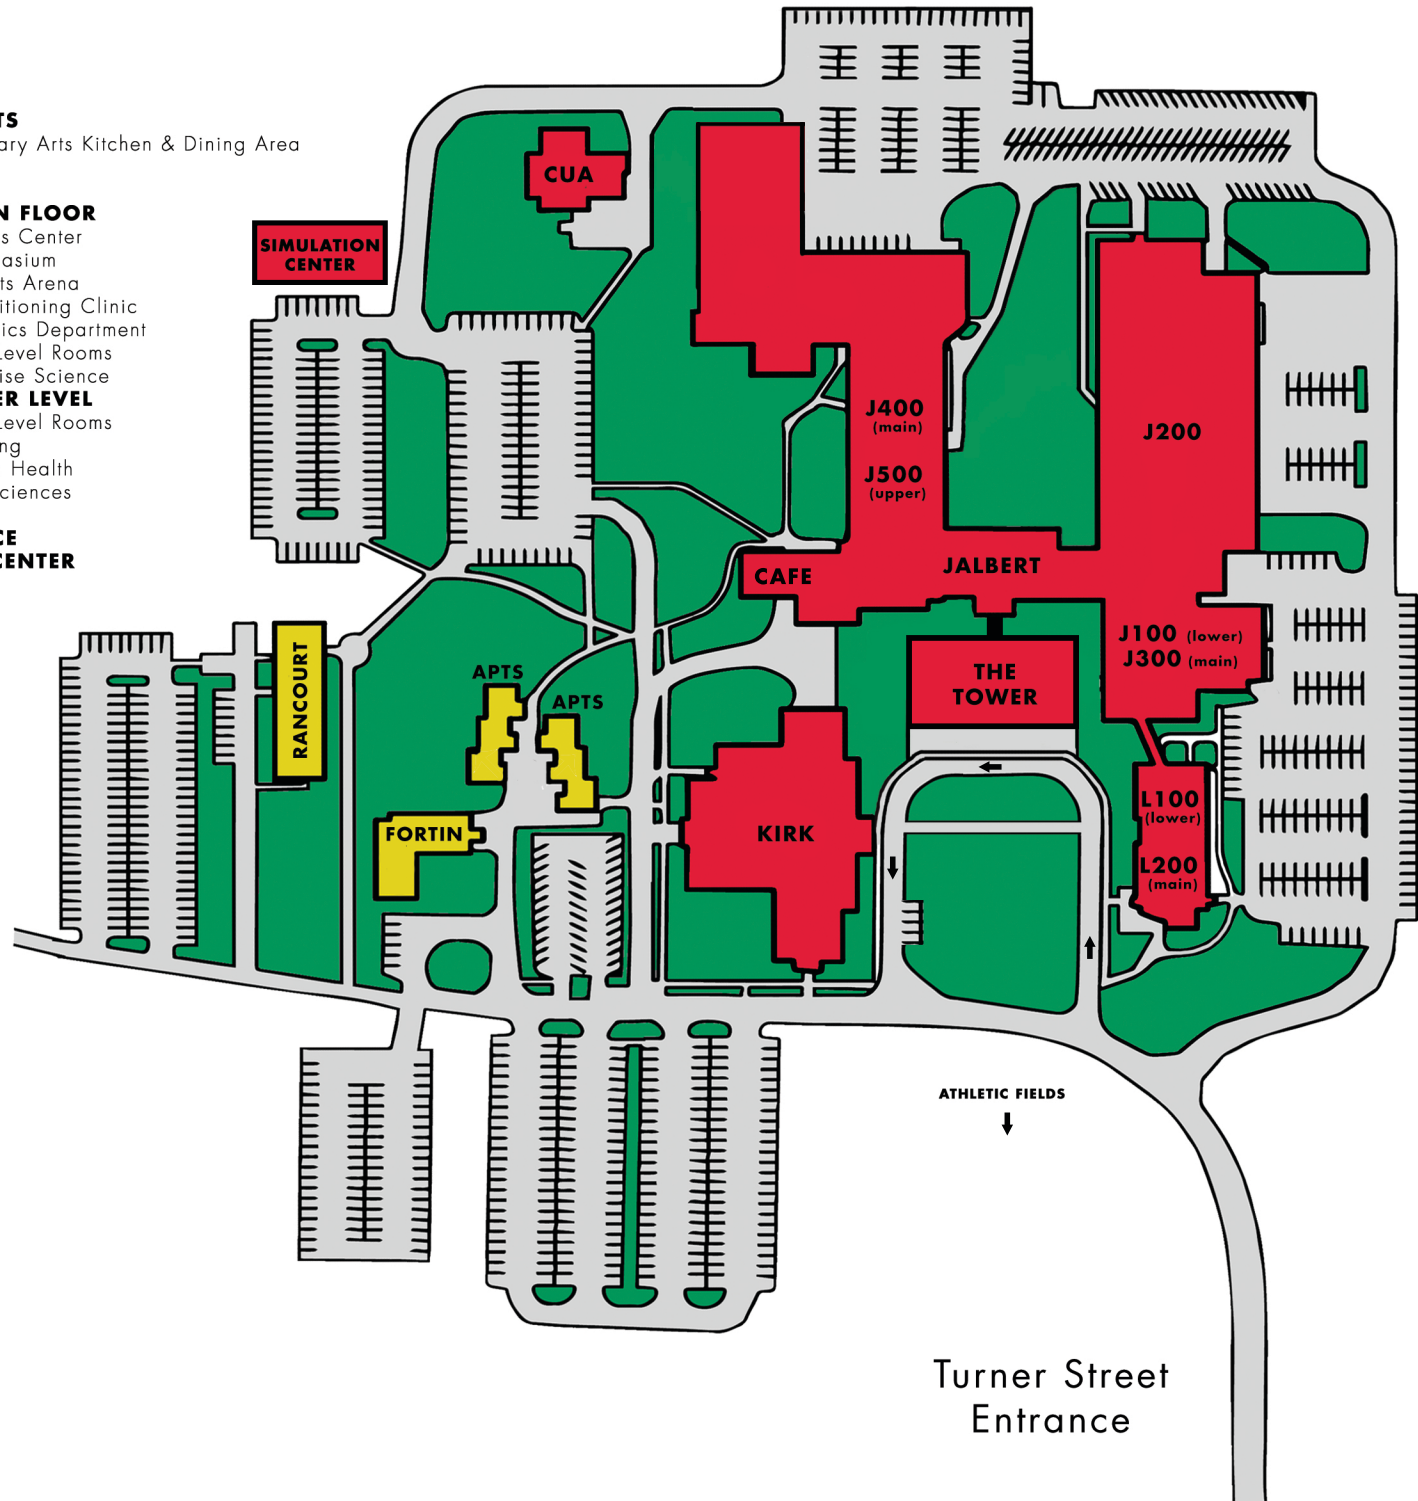 TS
ary Arts Kitchen & Dining Area
N FLOOR
s Center
asium
ts Arena
itioning Clinic
ics Department
Level Rooms
ise Science
ER LEVEL
Level Rooms
ng
Health
ciences
CE
CENTER
SIMULATION
CENTER
CUA
J400
(main)
J500
(upper)
J200
CAFE
JALBERT
J100 (lower)
J300 (main)
THE
TOWER
RANCOURT
APTS
APTS
FORTIN
KIRK
L100
(lower)
L200
(main)
ATHLETIC FIELDS
Turner Street
Entrance